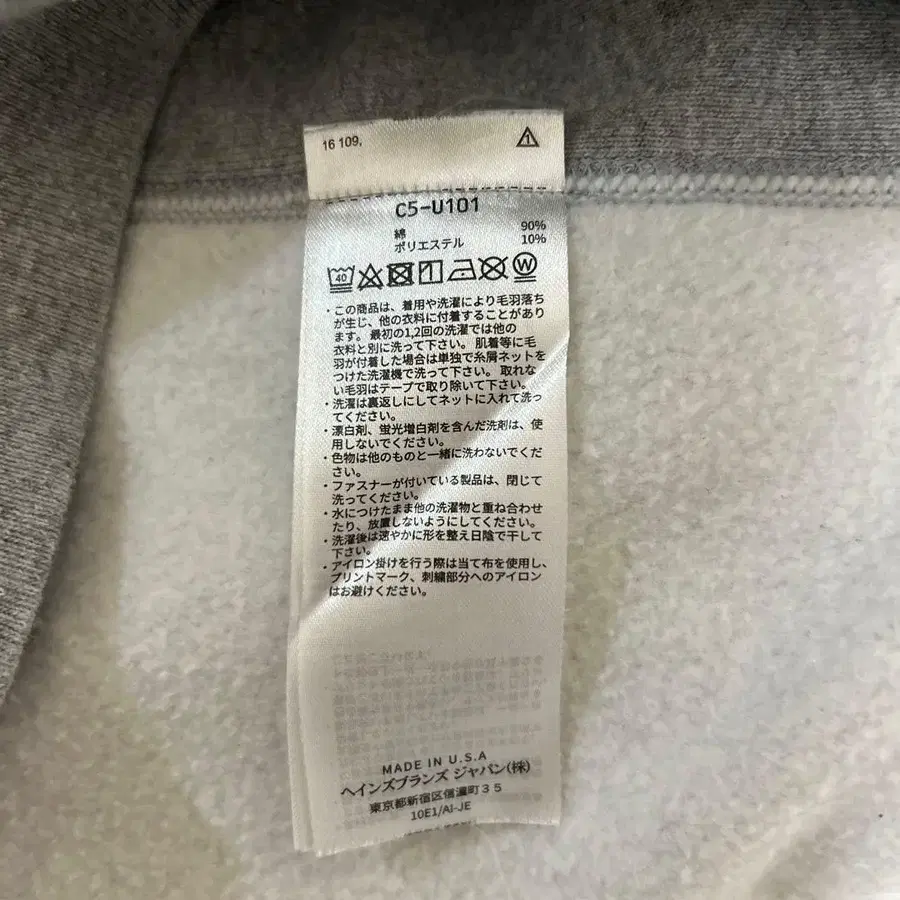 16 109,
1
C5-U101
綿 90%
ポリエステル 10%
40 W
・この商品は、着用や洗濯により毛羽落ち
が生じ、他の衣料に付着することがあり
ます。最初の1,2回の洗濯では他の
衣料と別に洗って下さい。肌着等に毛
羽が付着した場合は単独で糸屑ネットを
つけた洗濯機で洗って下さい。取れな
い毛羽はテープで取り除いて下さい。
・洗濯は裏返しにしてネットに入れて洗っ
てください。
・漂白剤、蛍光増白剤を含んだ洗剤は、使
用しないでください。
・色物は他のものと一緒に洗わないでくだ
さい。
・ファスナーが付いている製品は、閉じて
洗ってください。
・水につけたまま他の洗濯物と重ね合わせ
たり、放置しないようにしてください。
・洗濯後は速やかに形を整え日陰で干して
下さい。
・アイロン掛けを行う際は当て布を使用し、
プリントマーク、刺繍部分へのアイロン
はお避けください。
MADE IN U.S.A
ヘインズブランズ ジャパン(株)
東京都新宿区信濃町35
10E1/AI-JE